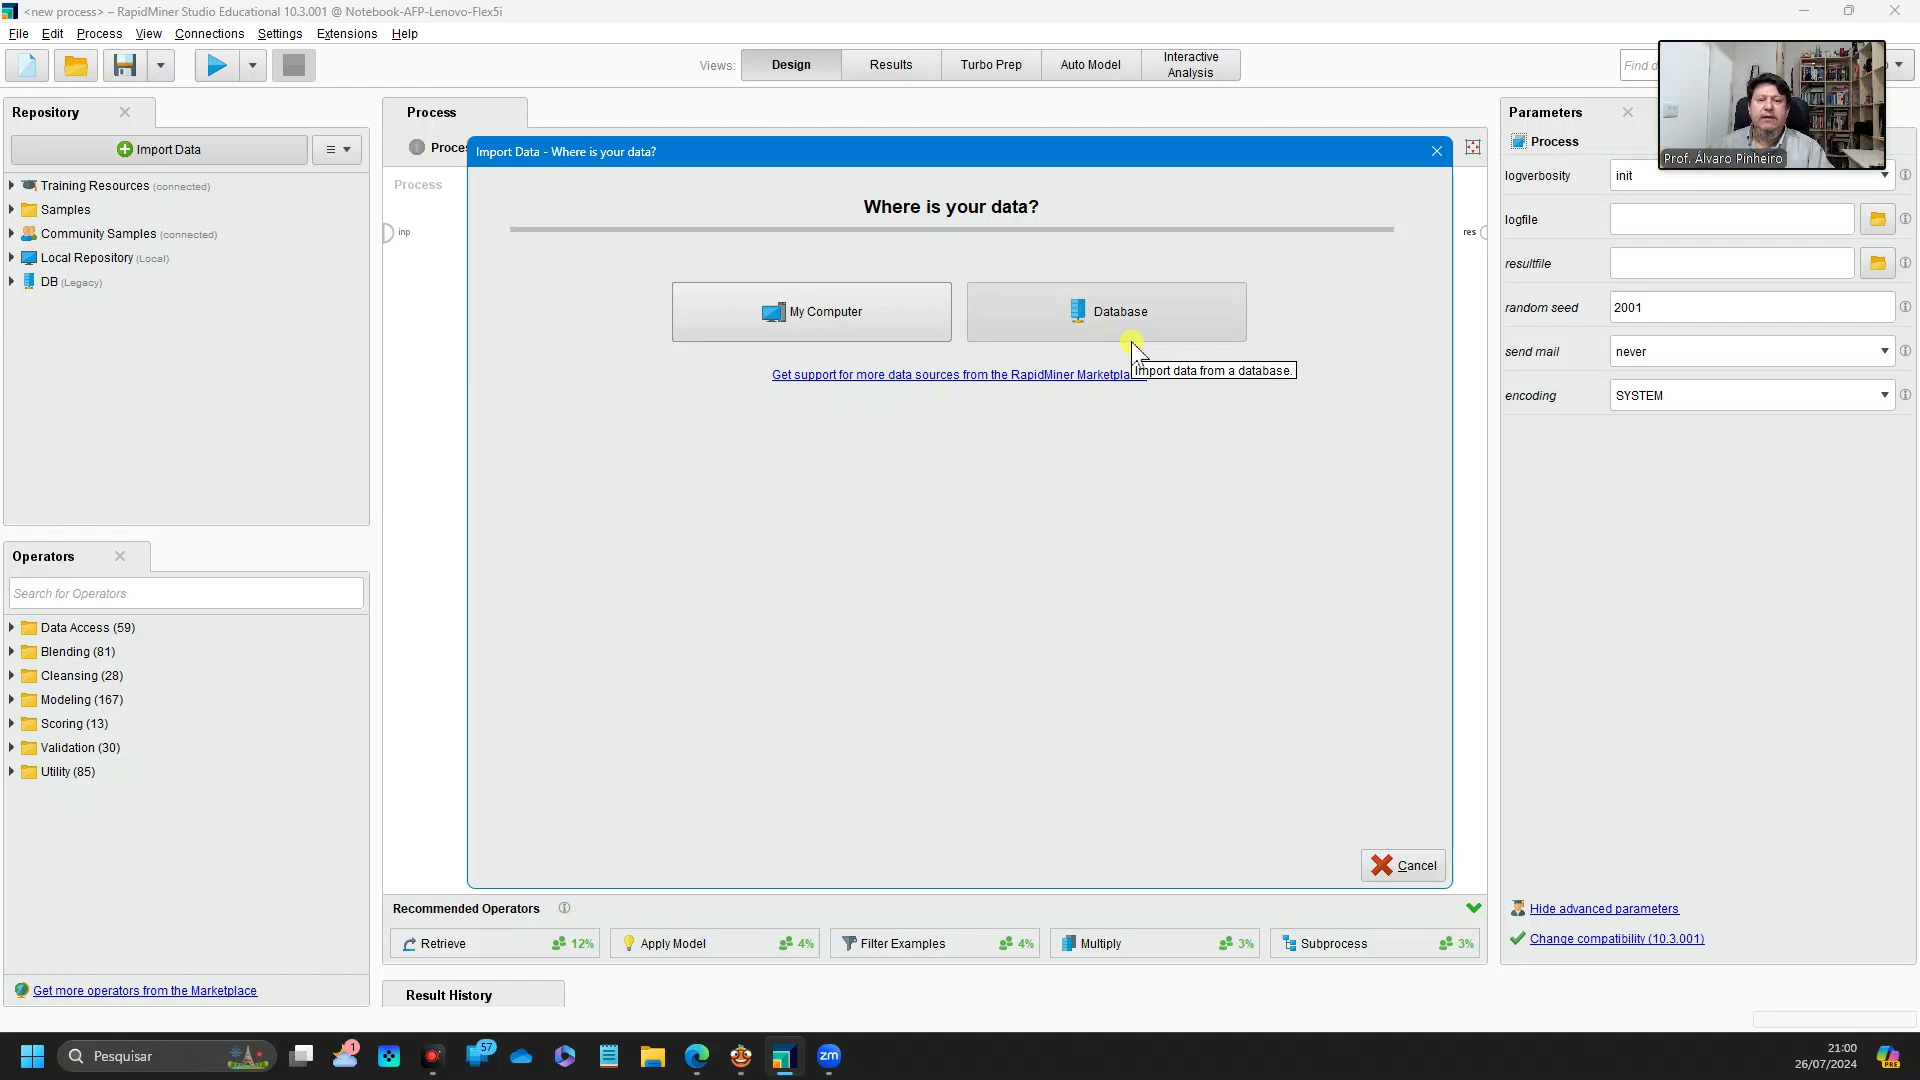 <new process> – RapidMiner Studio Educational 10.3.001 @ Notebook-AFP-Lenovo-Flex5i
File Edit Process View Connections Settings Extensions Help
Views: Design Results Turbo Prep Auto Model Interactive Analysis
Find d
Prof. Álvaro Pinheiro
Repository
Import Data
Training Resources (connected)
Samples
Community Samples (connected)
Local Repository (Local)
DB (Legacy)
Operators
Search for Operators
Data Access (59)
Blending (81)
Cleansing (28)
Modeling (167)
Scoring (13)
Validation (30)
Utility (85)
Get more operators from the Marketplace
Process
Proce
Process
inp
res
Import Data - Where is your data?
Where is your data?
My Computer
Database
Get support for more data sources from the RapidMiner Marketpla
Import data from a database.
Cancel
Recommended Operators
Retrieve 12%
Apply Model 4%
Filter Examples 4%
Multiply 3%
Subprocess 3%
Result History
Parameters
Process
logverbosity init
logfile
resultfile
random seed 2001
send mail never
encoding SYSTEM
Hide advanced parameters
Change compatibility (10.3.001)
Pesquisar
1
57
zm
21:00
26/07/2024
PRE